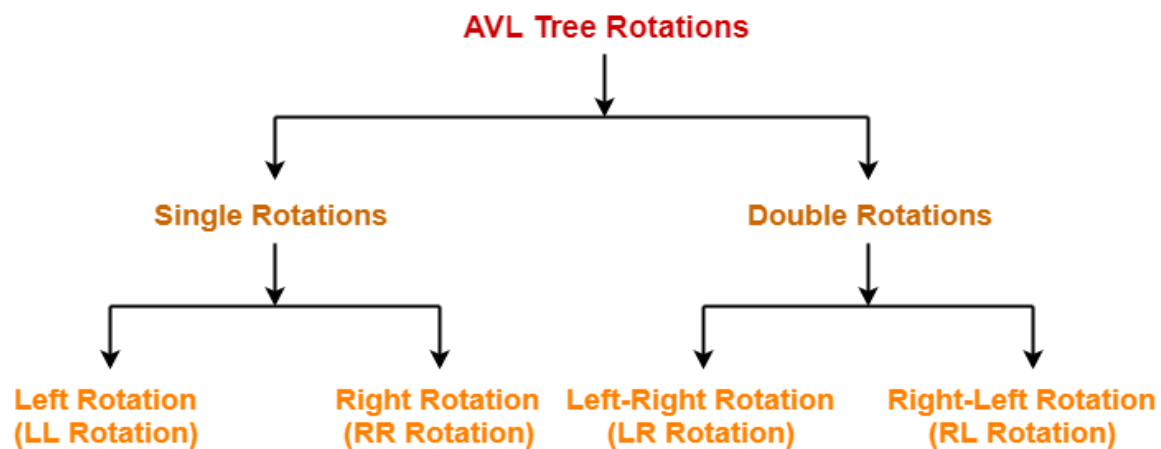 AVL Tree Rotations
Single Rotations
Double Rotations
Left Rotation
(LL Rotation)
Right Rotation
(RR Rotation)
Left-Right Rotation
(LR Rotation)
Right-Left Rotation
(RL Rotation)